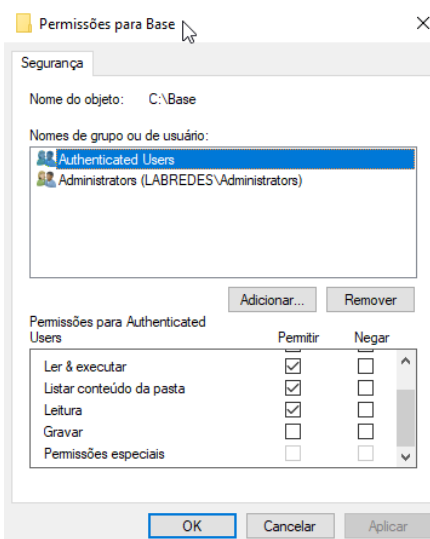 Permissões para Base
Segurança
Nome do objeto: C:\Base
Nomes de grupo ou de usuário:
Authenticated Users
Administrators (LABREDES\Administrators)
Adicionar... Remover
Permissões para Authenticated
Users Permitir Negar
Ler & executar
Listar conteúdo da pasta
Leitura
Gravar
Permissões especiais
OK Cancelar Aplicar